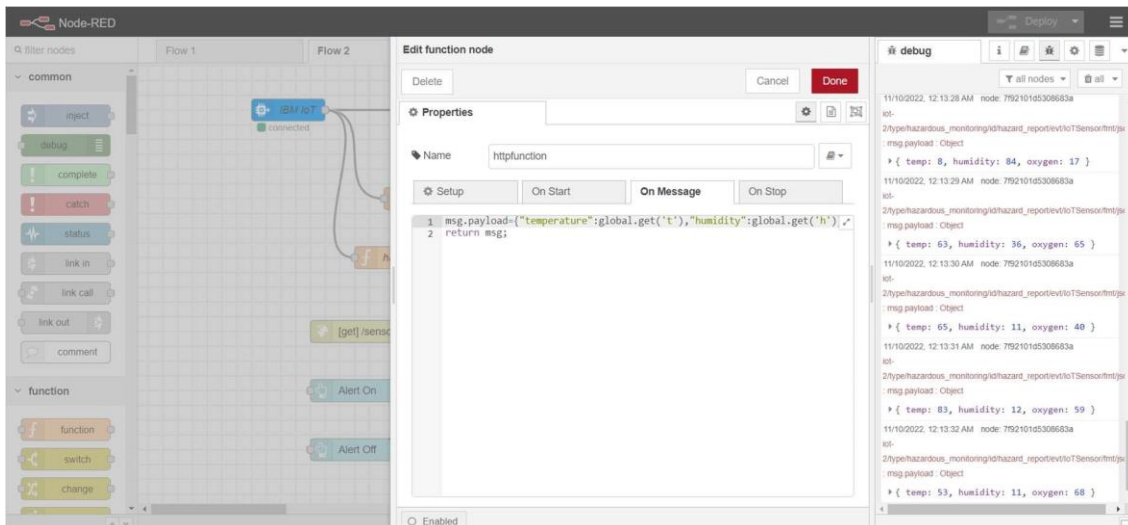 Node-RED
Deploy
filter nodes
Flow 1
Flow 2
common
inject
debug
complete
catch
status
link in
link call
link out
comment
function
function
switch
change
IBM IoT
connected
[get] /senso
Alert On
Alert Off
Edit function node
Delete
Cancel
Done
Properties
Name
httpfunction
Setup
On Start
On Message
On Stop
1 msg.payload={"temperature":global.get('t'),"humidity":global.get('h')
2 return msg;
Enabled
debug
all nodes
all
11/10/2022, 12:13:28 AM node: 7f92101d5308683a
iot-
2/type/hazardous_monitoring/id/hazard_report/evt/IoTSensor/fmt/js
: msg.payload : Object
{ temp: 8, humidity: 84, oxygen: 17 }
11/10/2022, 12:13:29 AM node: 7f92101d5308683a
iot-
2/type/hazardous_monitoring/id/hazard_report/evt/IoTSensor/fmt/js
: msg.payload : Object
{ temp: 63, humidity: 36, oxygen: 65 }
11/10/2022, 12:13:30 AM node: 7f92101d5308683a
iot-
2/type/hazardous_monitoring/id/hazard_report/evt/IoTSensor/fmt/js
: msg.payload : Object
{ temp: 65, humidity: 11, oxygen: 40 }
11/10/2022, 12:13:31 AM node: 7f92101d5308683a
iot-
2/type/hazardous_monitoring/id/hazard_report/evt/IoTSensor/fmt/js
: msg.payload : Object
{ temp: 83, humidity: 12, oxygen: 59 }
11/10/2022, 12:13:32 AM node: 7f92101d5308683a
iot-
2/type/hazardous_monitoring/id/hazard_report/evt/IoTSensor/fmt/js
: msg.payload : Object
{ temp: 53, humidity: 11, oxygen: 68 }